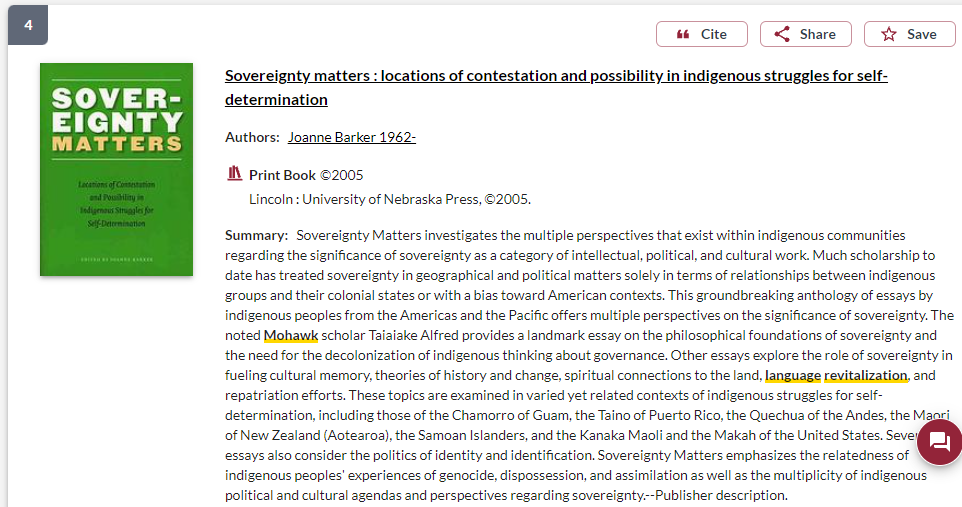 4
Cite
Share
Save
SOVER-
EIGNTY
MATTERS
Locations of Contestation
and Possibility in
Indigenous Struggles for
Self-Determination
EDITED BY JOANNE BARKER
Sovereignty matters : locations of contestation and possibility in indigenous struggles for self-
determination
Authors: Joanne Barker 1962-
Print Book ©2005
Lincoln : University of Nebraska Press, ©2005.
Summary: Sovereignty Matters investigates the multiple perspectives that exist within indigenous communities
regarding the significance of sovereignty as a category of intellectual, political, and cultural work. Much scholarship to
date has treated sovereignty in geographical and political matters solely in terms of relationships between indigenous
groups and their colonial states or with a bias toward American contexts. This groundbreaking anthology of essays by
indigenous peoples from the Americas and the Pacific offers multiple perspectives on the significance of sovereignty. The
noted Mohawk scholar Taiaiake Alfred provides a landmark essay on the philosophical foundations of sovereignty and
the need for the decolonization of indigenous thinking about governance. Other essays explore the role of sovereignty in
fueling cultural memory, theories of history and change, spiritual connections to the land, language revitalization, and
repatriation efforts. These topics are examined in varied yet related contexts of indigenous struggles for self-
determination, including those of the Chamorro of Guam, the Taino of Puerto Rico, the Quechua of the Andes, the Maori
of New Zealand (Aotearoa), the Samoan Islanders, and the Kanaka Maoli and the Makah of the United States. Seve
essays also consider the politics of identity and identification. Sovereignty Matters emphasizes the relatedness of
indigenous peoples' experiences of genocide, dispossession, and assimilation as well as the multiplicity of indigenous
political and cultural agendas and perspectives regarding sovereignty.--Publisher description.